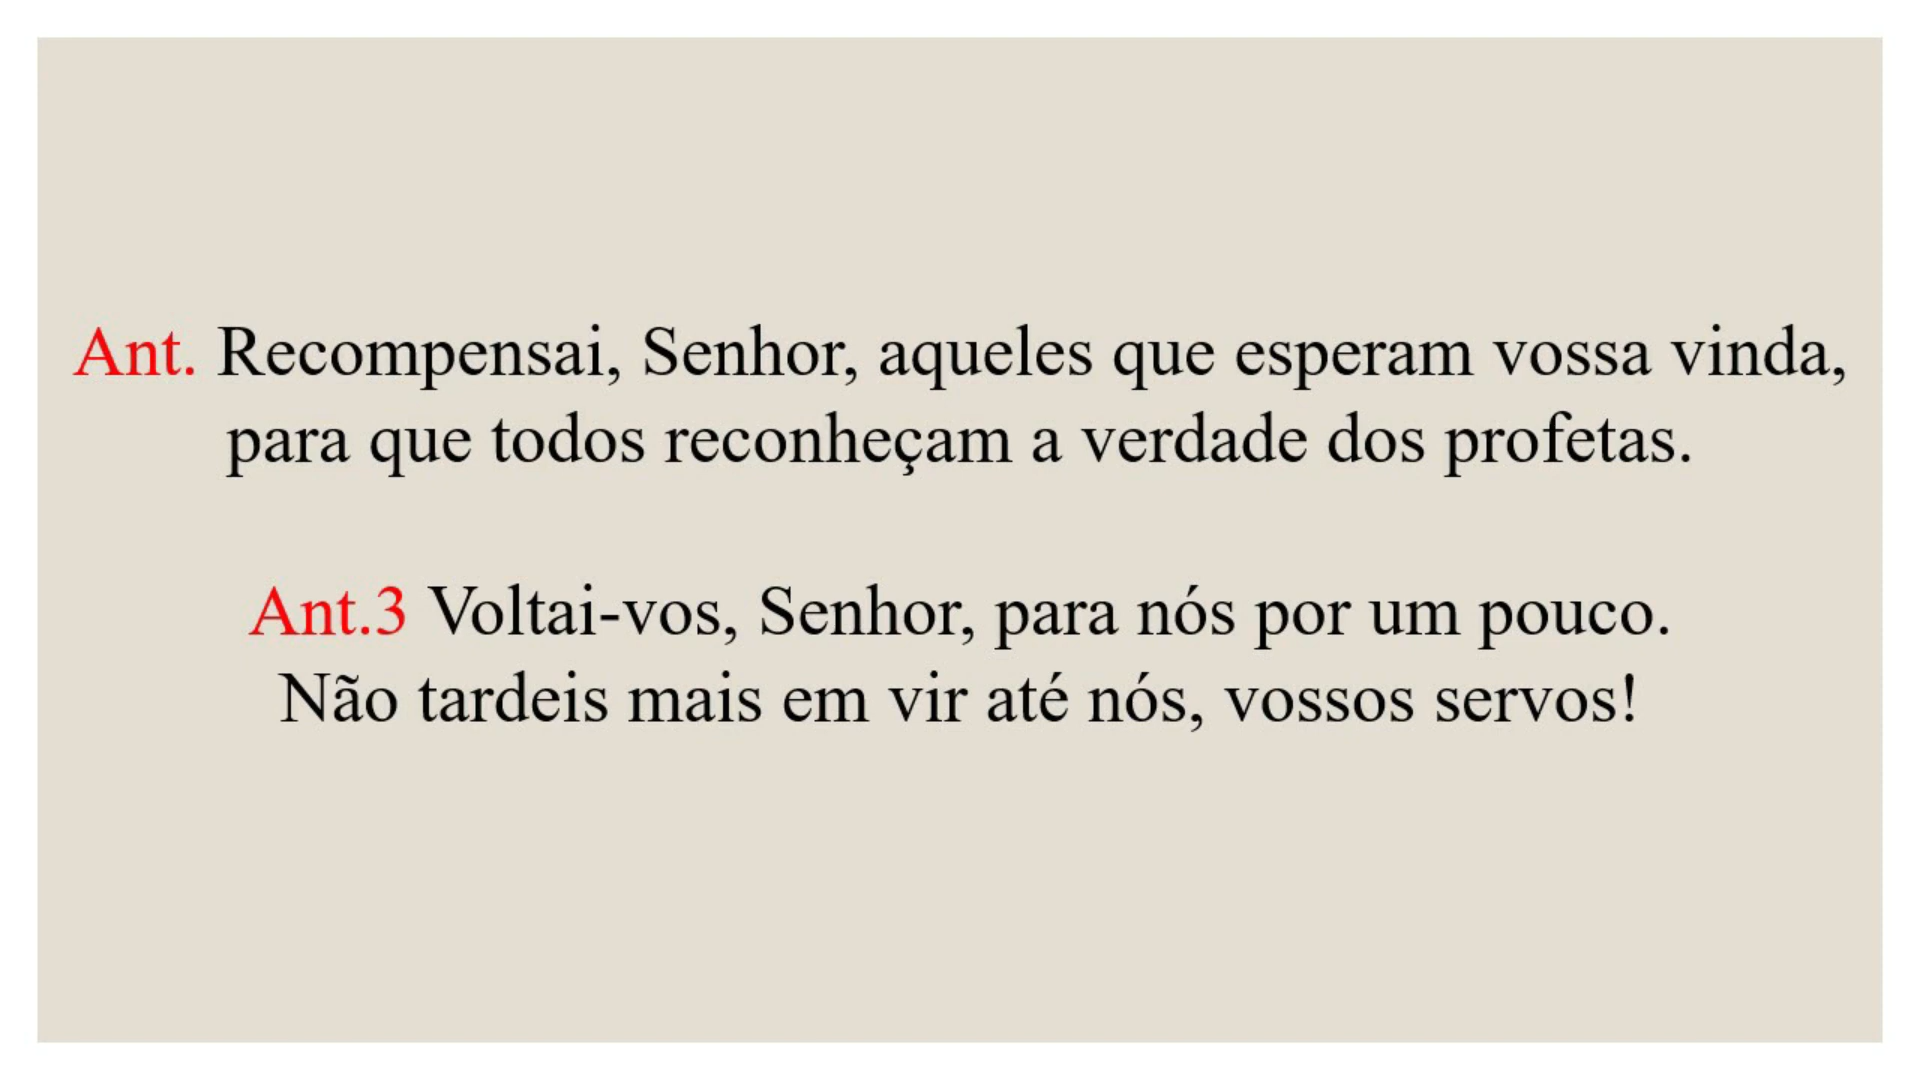 Ant. Recompensai, Senhor, aqueles que esperam vossa vinda,
para que todos reconheçam a verdade dos profetas.
Ant.3 Voltai-vos, Senhor, para nós por um pouco.
Não tardeis mais em vir até nós, vossos servos!